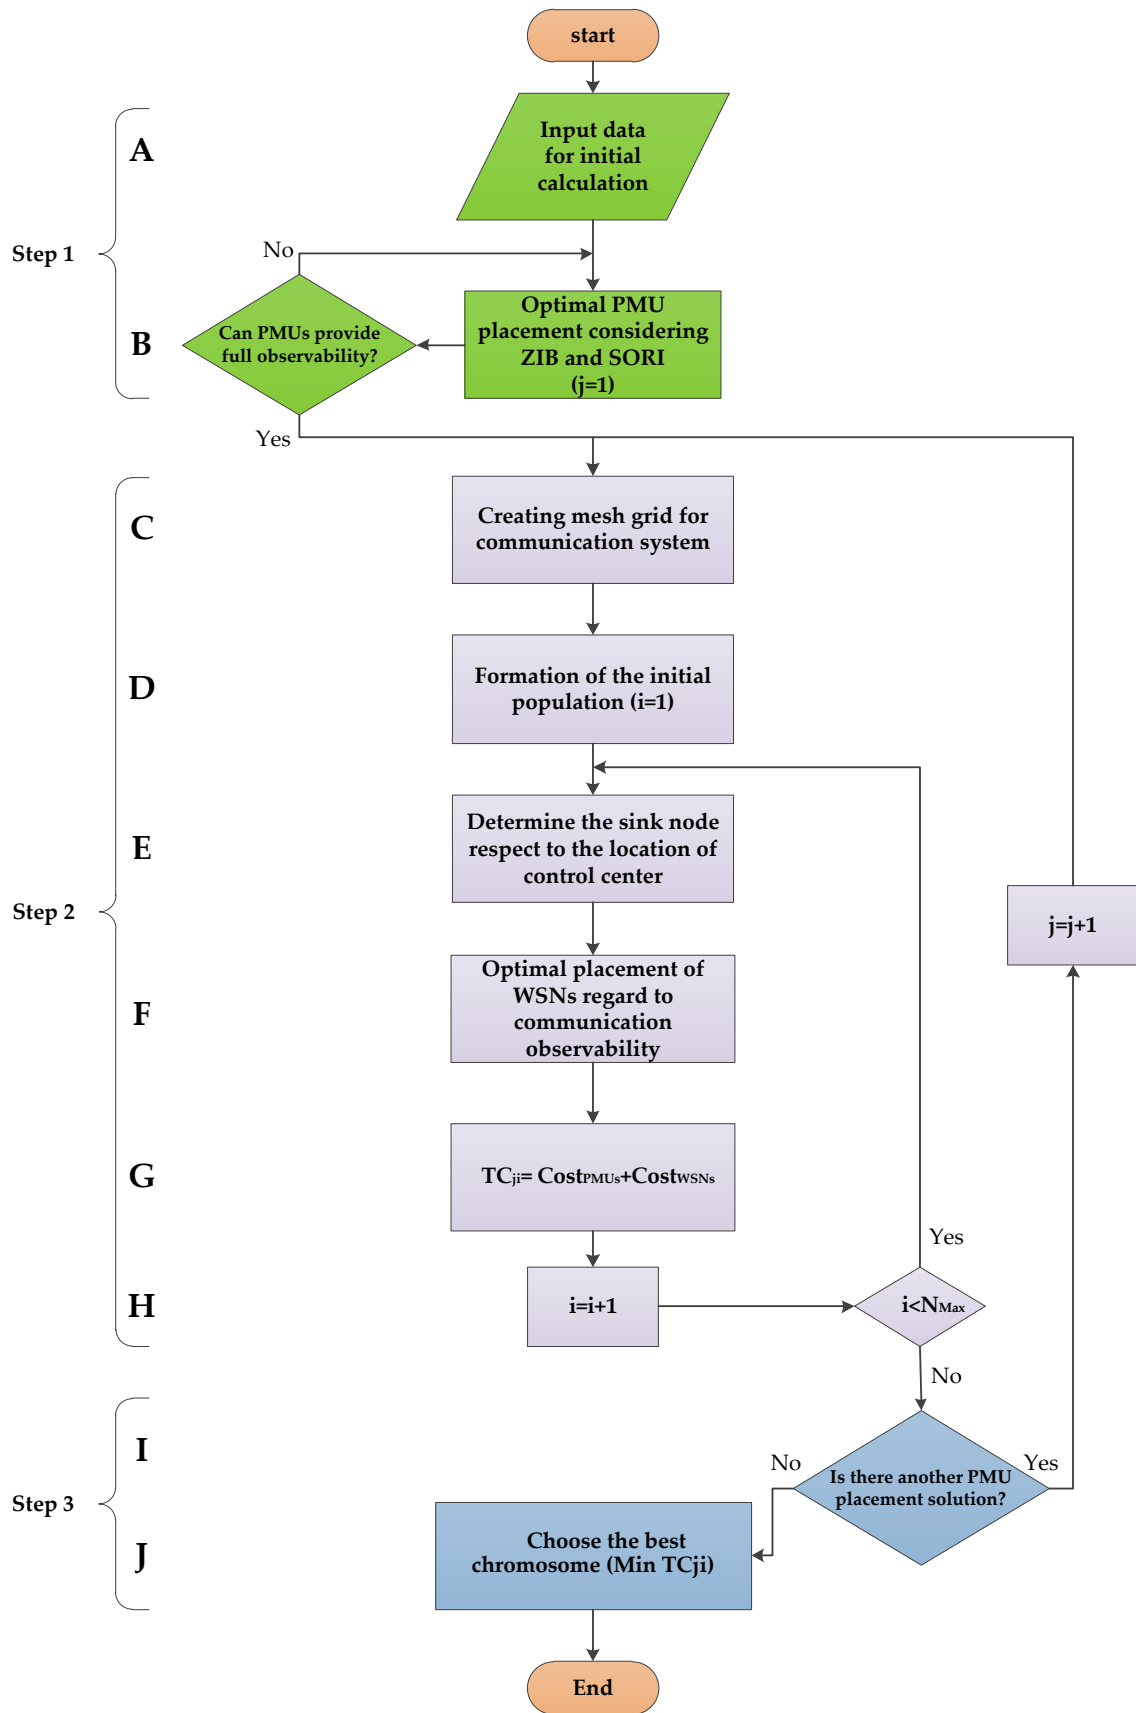 start
A
Input data
for initial
calculation
Step 1
No
B
Can PMUs provide
full observability?
Optimal PMU
placement considering
ZIB and SORI
(j=1)
Yes
C
Creating mesh grid for
communication system
D
Formation of the initial
population (i=1)
E
Determine the sink node
respect to the location of
control center
Step 2
j=j+1
F
Optimal placement of
WSNs regard to
communication
observability
G
TCji= CostPMUs+CostWSNs
Yes
H
i=i+1
i<NMax
No
I
No
Is there another PMU
placement solution?
Yes
Step 3
J
Choose the best
chromosome (Min TCji)
End